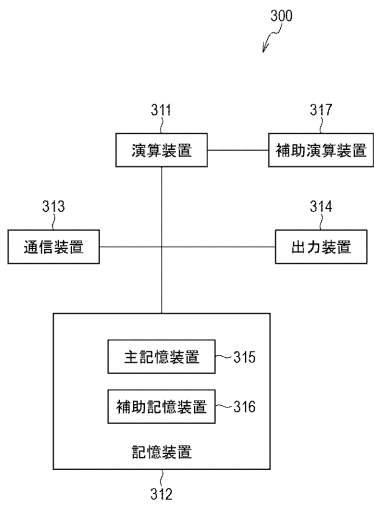 300
311
317
演算装置
補助演算装置
313
314
通信装置
出力装置
主記憶装置
315
補助記憶装置
316
記憶装置
312